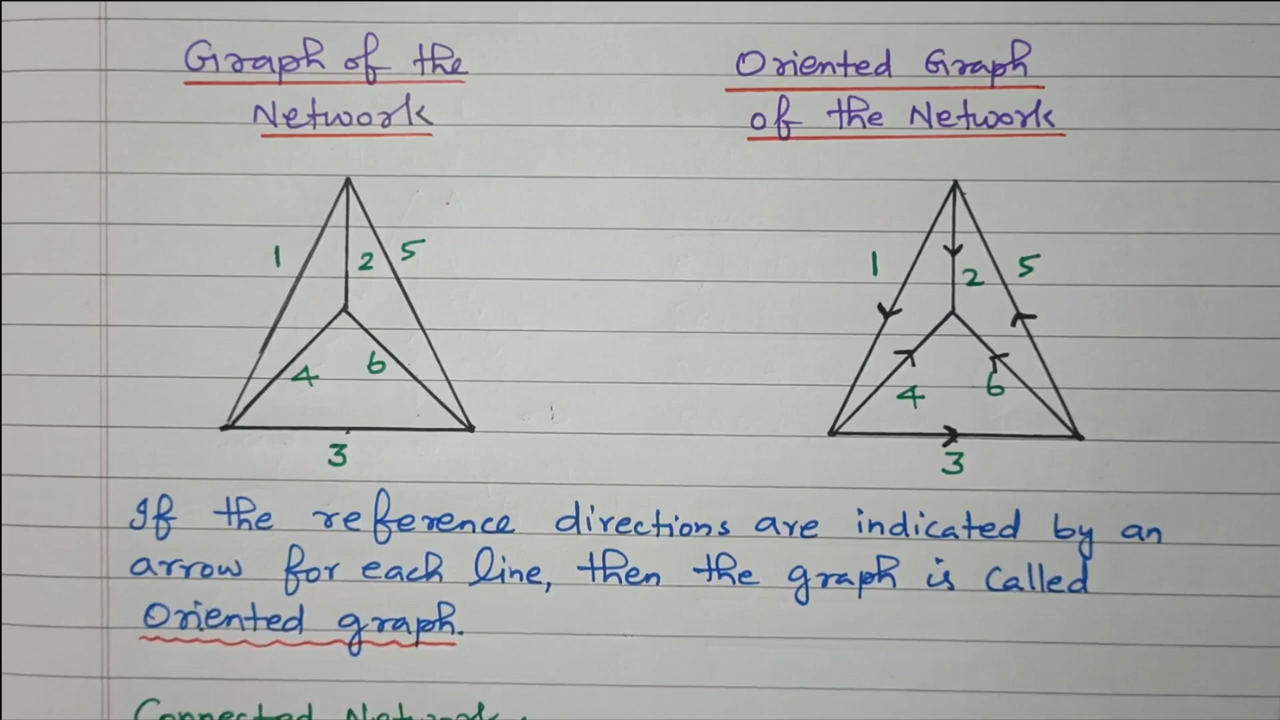 Graph of the
Network
Oriented Graph
of the Network
1
2
5
4
6
3
1
2
5
4
6
3
If the reference directions are indicated by an
arrow for each line, then the graph is called
Oriented graph.
Connected Network: